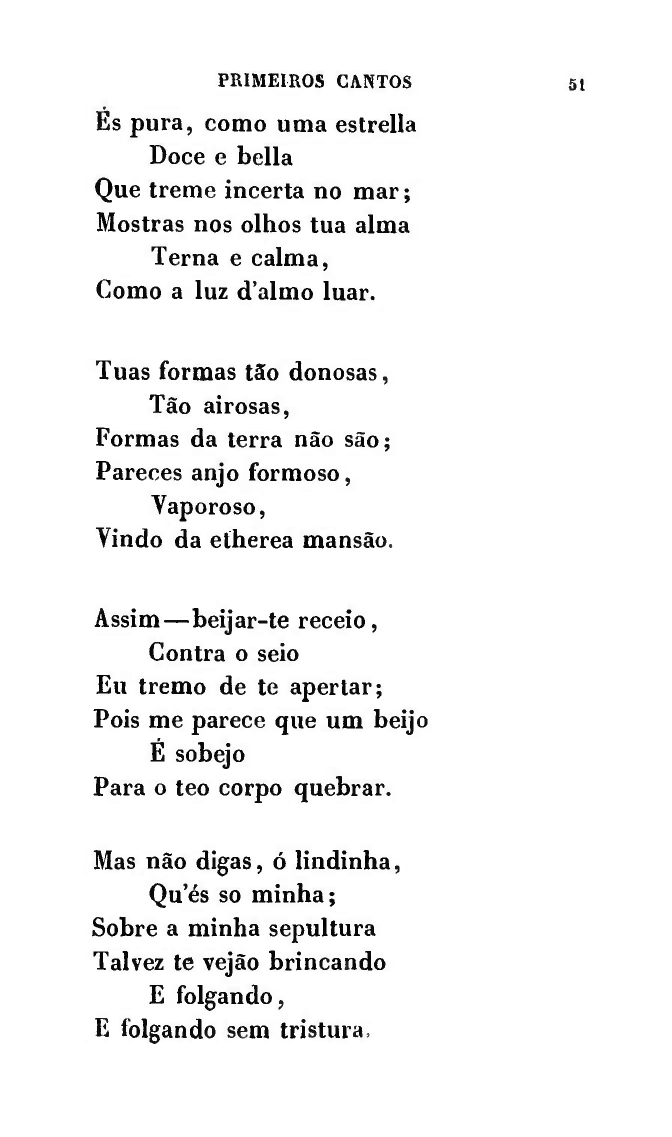 PRIMEIROS CANTOS 51
És pura, como uma estrella
Doce e bella
Que treme incerta no mar;
Mostras nos olhos tua alma
Terna e calma,
Como a luz d'almo luar.
Tuas formas tão donosas,
Tão airosas,
Formas da terra não são;
Pareces anjo formoso,
Vaporoso,
Vindo da etherea mansão.
Assim—beijar-te receio,
Contra o seio
Eu tremo de te apertar;
Pois me parece que um beijo
É sobejo
Para o teo corpo quebrar.
Mas não digas, ó lindinha,
Qu'és so minha;
Sobre a minha sepultura
Talvez te vejão brincando
E folgando,
E folgando sem tristura,